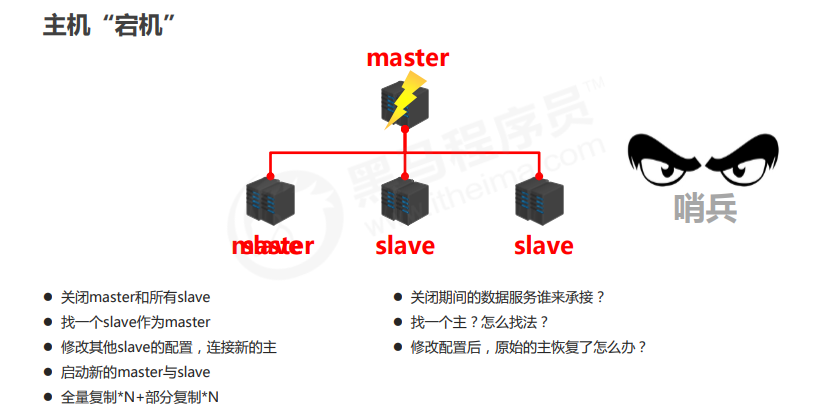 主机“宕机”
master
黑马程序员™
www.itheima.com
哨兵
master
slave
slave
slave
● 关闭master和所有slave
● 找一个slave作为master
● 修改其他slave的配置，连接新的主
● 启动新的master与slave
● 全量复制*N+部分复制*N
● 关闭期间的数据服务谁来承接？
● 找一个主？怎么找法？
● 修改配置后，原始的主恢复了怎么办？